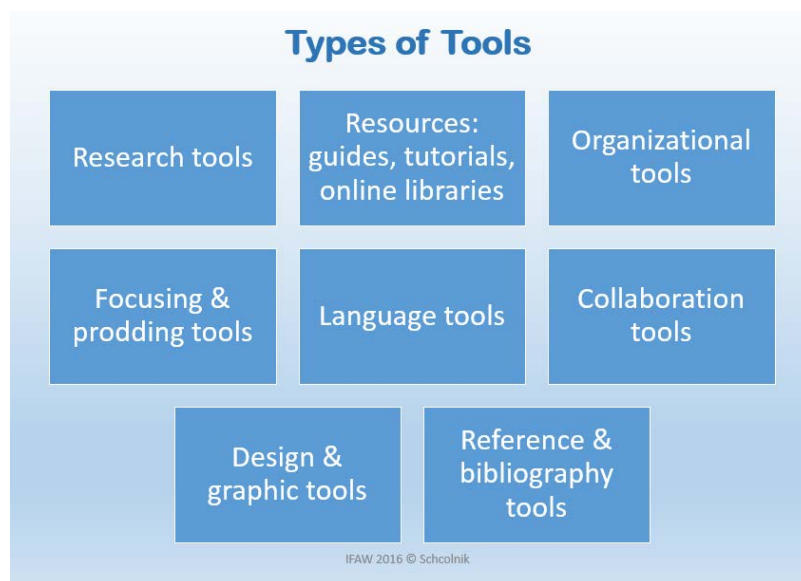 Types of Tools
Research tools
Resources:
guides, tutorials,
online libraries
Organizational
tools
Focusing &
prodding tools
Language tools
Collaboration
tools
Design &
graphic tools
Reference &
bibliography
tools
IFAW 2016 © Schcolnik